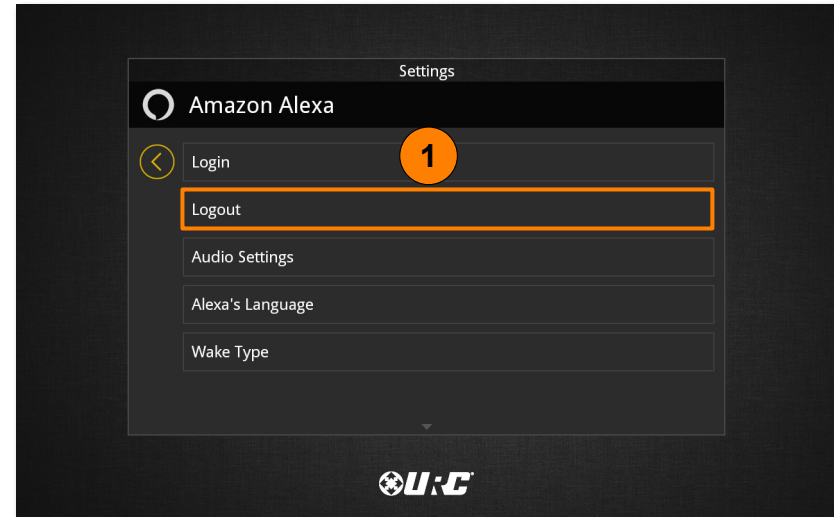 Settings
Amazon Alexa
1
Login
Logout
Audio Settings
Alexa's Language
Wake Type
URC